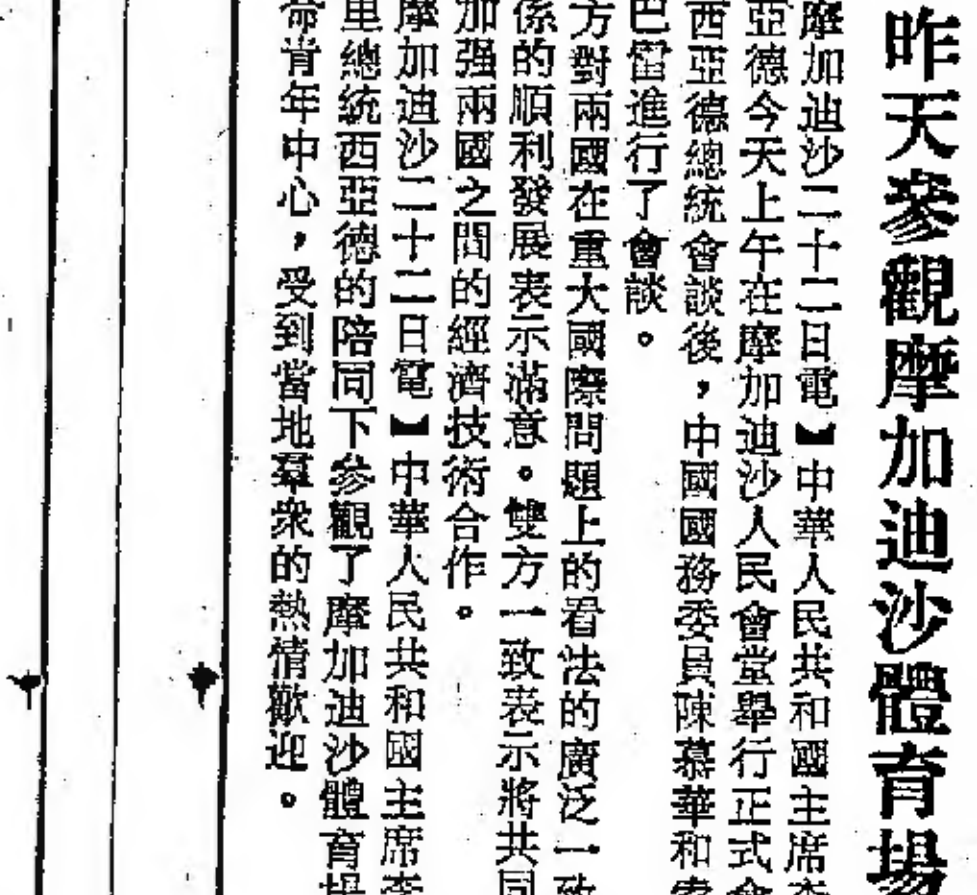 昨天參觀摩加迪沙體育場
摩加迪沙二十二日電】中華人民共和國主席李
亞德今天上午在摩加迪沙人民會堂舉行正式會
西亞德總統會談後，中國國務委員陳慕華和索
巴雷進行了會談。
方對兩國在重大國際問題上的看法的廣泛一致
係的順利發展表示滿意。雙方一致表示將共同
加强兩國之間的經濟技術合作。
摩加迪沙二十二日電】中華人民共和國主席李
里總統西亞德的陪同下參觀了摩加迪沙體育場
命青年中心，受到當地羣衆的熱情歡迎。